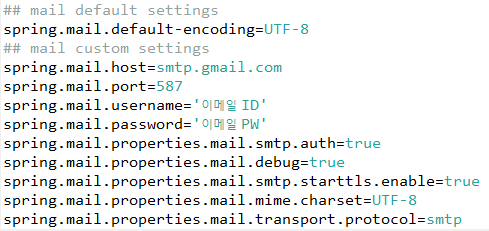 ## mail default settings
spring.mail.default-encoding=UTF-8
## mail custom settings
spring.mail.host=smtp.gmail.com
spring.mail.port=587
spring.mail.username='이메일 ID'
spring.mail.password='이메일 PW'
spring.mail.properties.mail.smtp.auth=true
spring.mail.properties.mail.debug=true
spring.mail.properties.mail.smtp.starttls.enable=true
spring.mail.properties.mail.mime.charset=UTF-8
spring.mail.properties.mail.transport.protocol=smtp